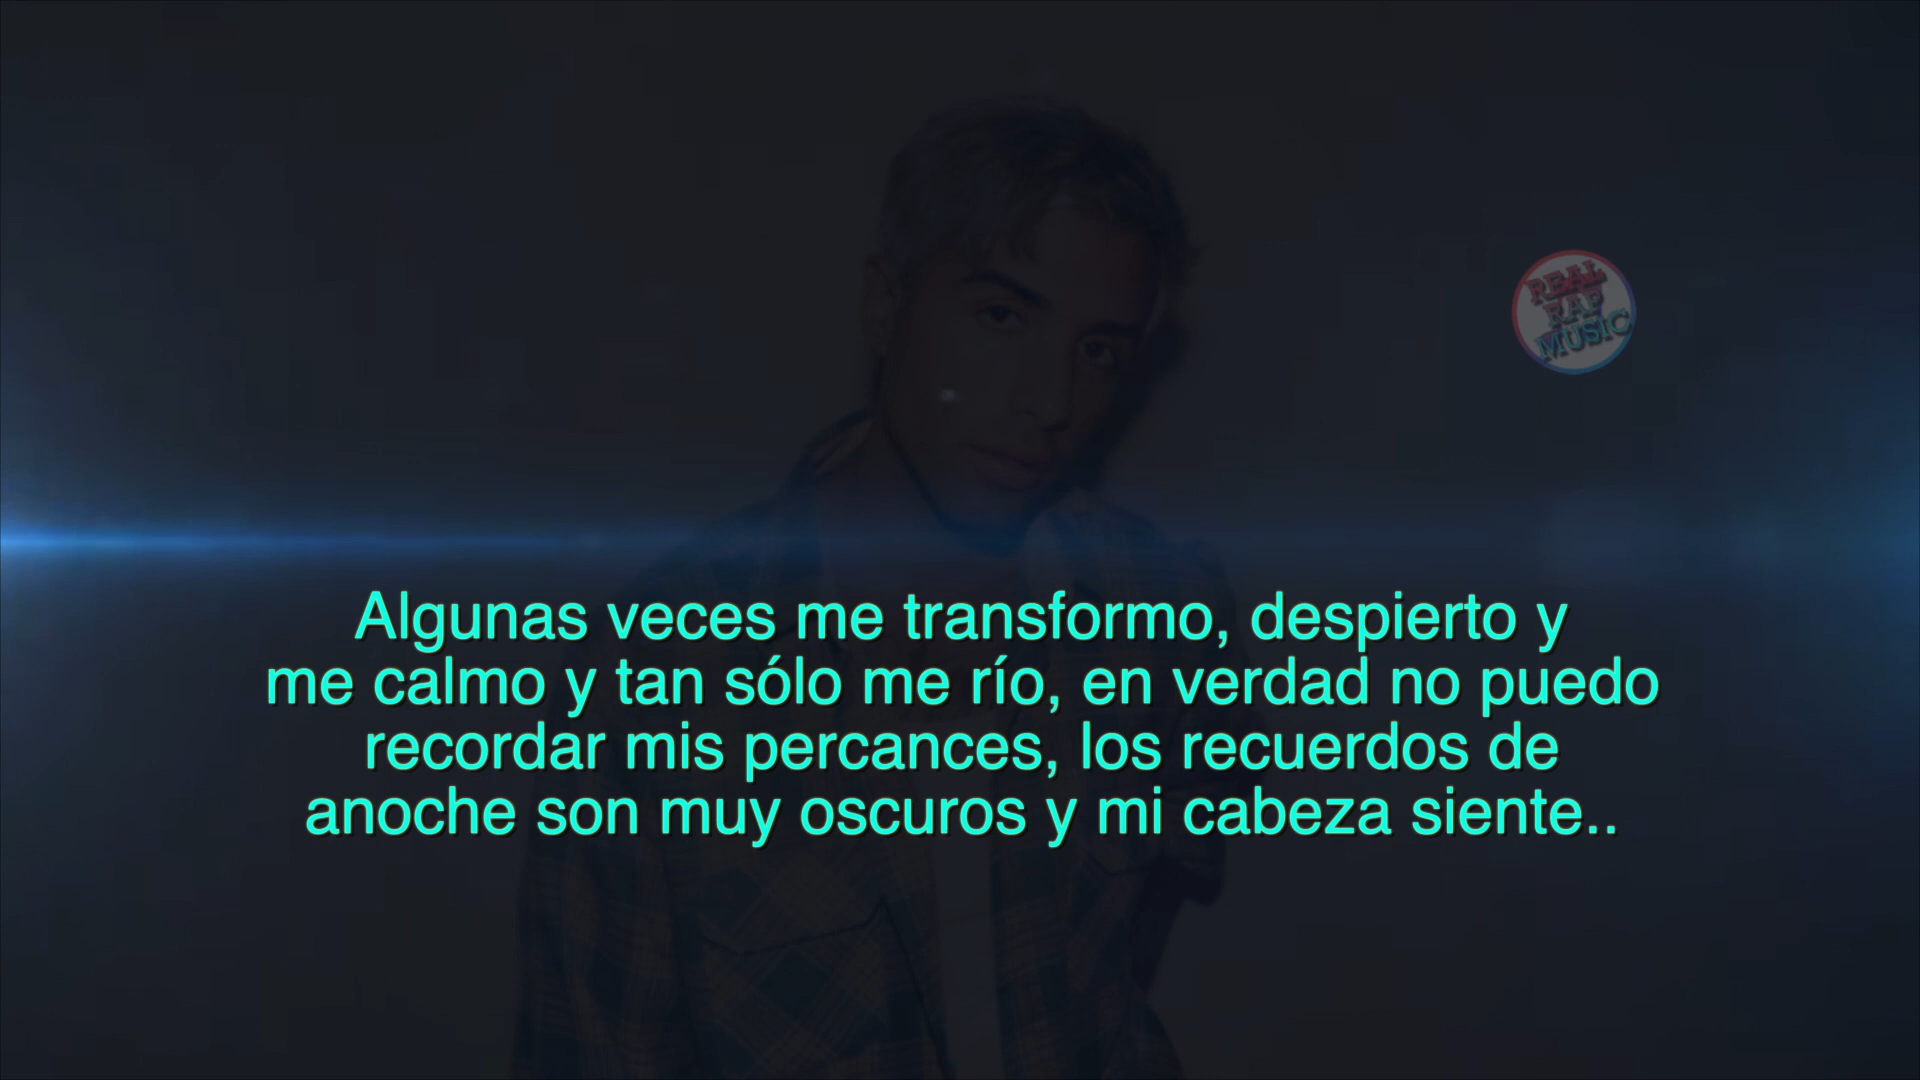 REAL
RAP
MUSIC
Algunas veces me transformo, despierto y
me calmo y tan sólo me río, en verdad no puedo
recordar mis percances, los recuerdos de
anoche son muy oscuros y mi cabeza siente..